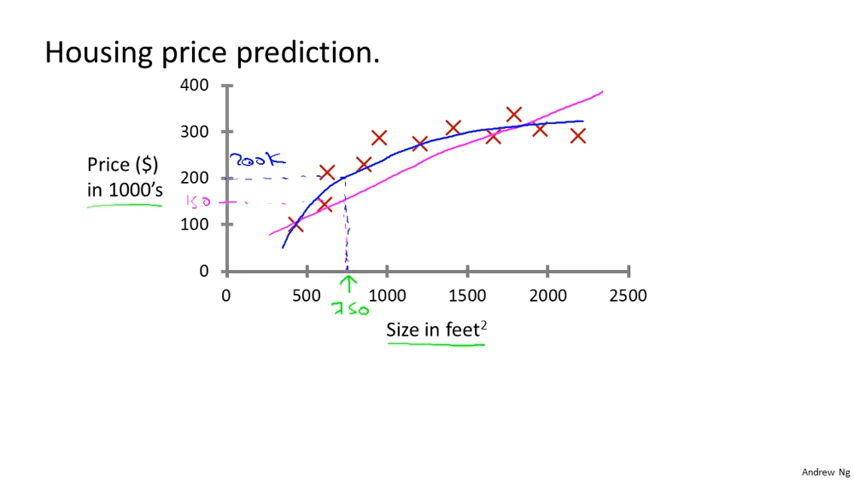 Housing price prediction.
400
300
200K
Price ($)
200
in 1000's
150
100
0
0 500 1000 1500 2000 2500
750
Size in feet²
Andrew Ng